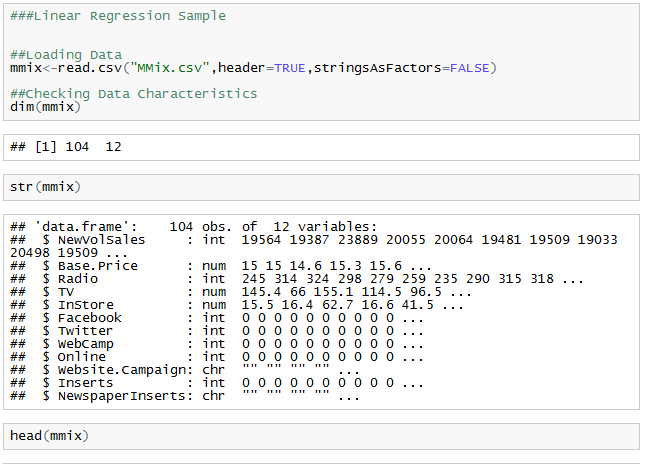 ###Linear Regression Sample
##Loading Data
mmix<-read.csv("MMix.csv",header=TRUE,stringsAsFactors=FALSE)
##Checking Data Characteristics
dim(mmix)
## [1] 104  12
str(mmix)
## 'data.frame':    104 obs. of  12 variables:
##  $ NewVolSales     : int  19564 19387 23889 20055 20064 19481 19509 19033
20498 19509 ...
##  $ Base.Price      : num  15 15 14.6 15.3 15.6 ...
##  $ Radio           : int  245 314 324 298 279 259 235 290 315 318 ...
##  $ TV              : num  145.4 66 155.1 114.5 96.5 ...
##  $ InStore         : num  15.5 16.4 62.7 16.6 41.5 ...
##  $ Facebook        : int  0 0 0 0 0 0 0 0 0 0 ...
##  $ Twitter         : int  0 0 0 0 0 0 0 0 0 0 ...
##  $ WebCamp         : int  0 0 0 0 0 0 0 0 0 0 ...
##  $ Online          : int  0 0 0 0 0 0 0 0 0 0 ...
##  $ Website.Campaign: chr  "" "" "" "" ...
##  $ Inserts         : int  0 0 0 0 0 0 0 0 0 0 ...
##  $ NewspaperInserts: chr  "" "" "" "" ...
head(mmix)